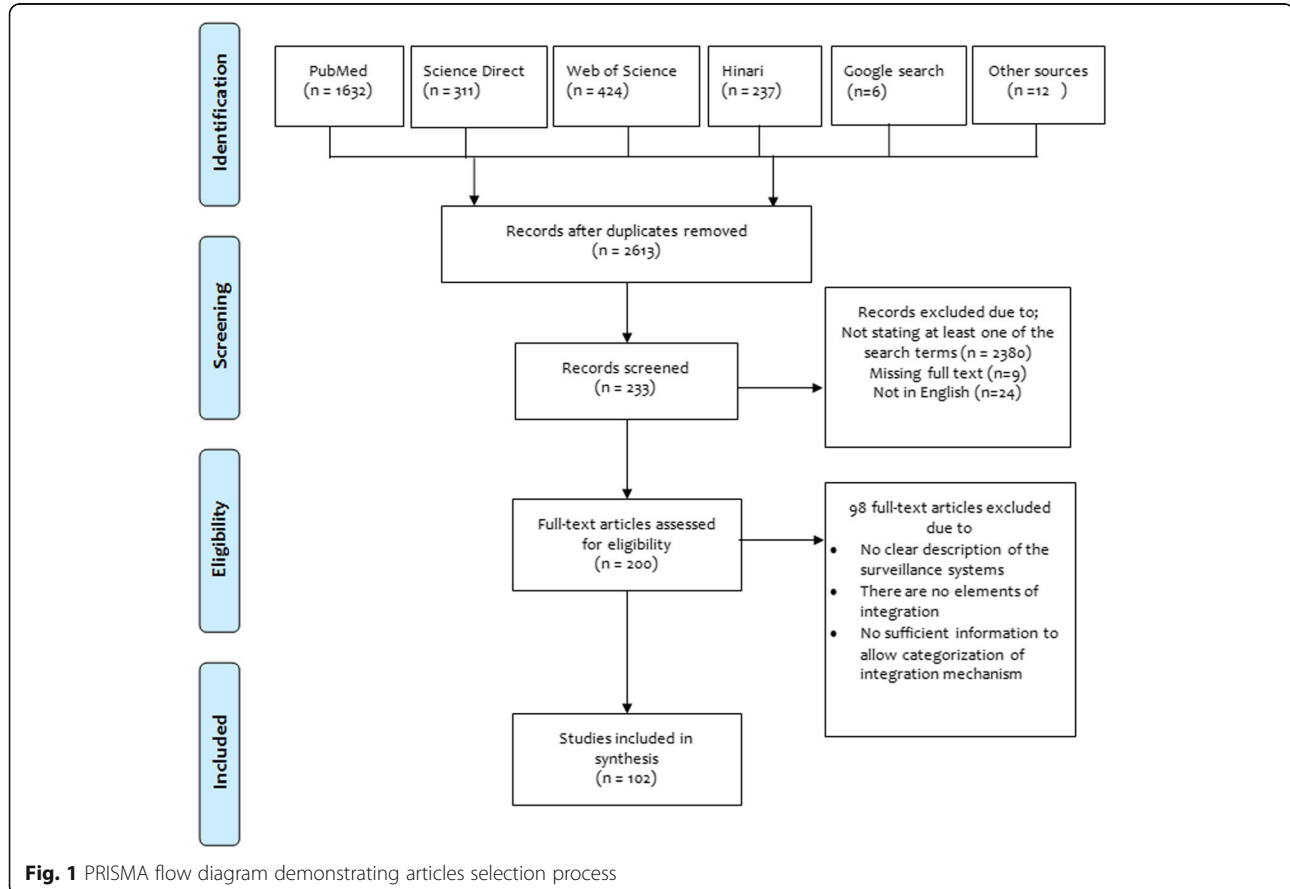 Identification
PubMed
(n = 1632)
Science Direct
(n = 311)
Web of Science
(n = 424)
Hinari
(n = 237)
Google search
(n=6)
Other sources
(n =12 )
Screening
Records after duplicates removed
(n = 2613)
Records screened
(n = 233)
Records excluded due to;
Not stating at least one of the
search terms (n = 2380)
Missing full text (n=9)
Not in English (n=24)
Eligibility
Full-text articles assessed
for eligibility
(n = 200)
98 full-text articles excluded
due to
• No clear description of the
surveillance systems
• There are no elements of
integration
• No sufficient information to
allow categorization of
integration mechanism
Included
Studies included in
synthesis
(n = 102)
Fig. 1 PRISMA flow diagram demonstrating articles selection process